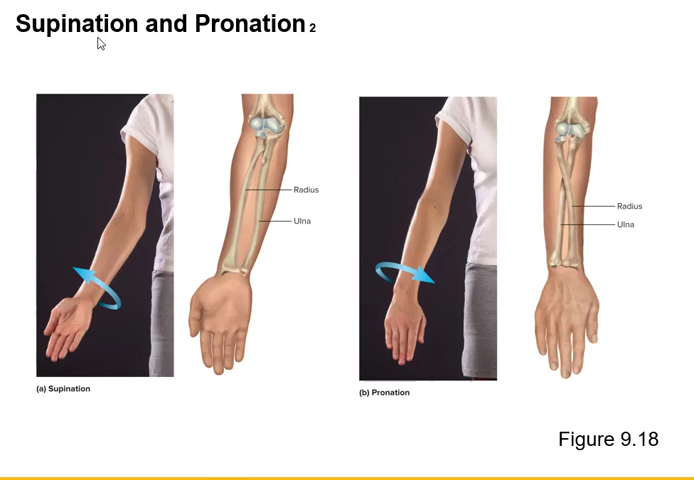 Supination and Pronation 2
Radius
Ulna
Radius
Ulna
(a) Supination
(b) Pronation
Figure 9.18